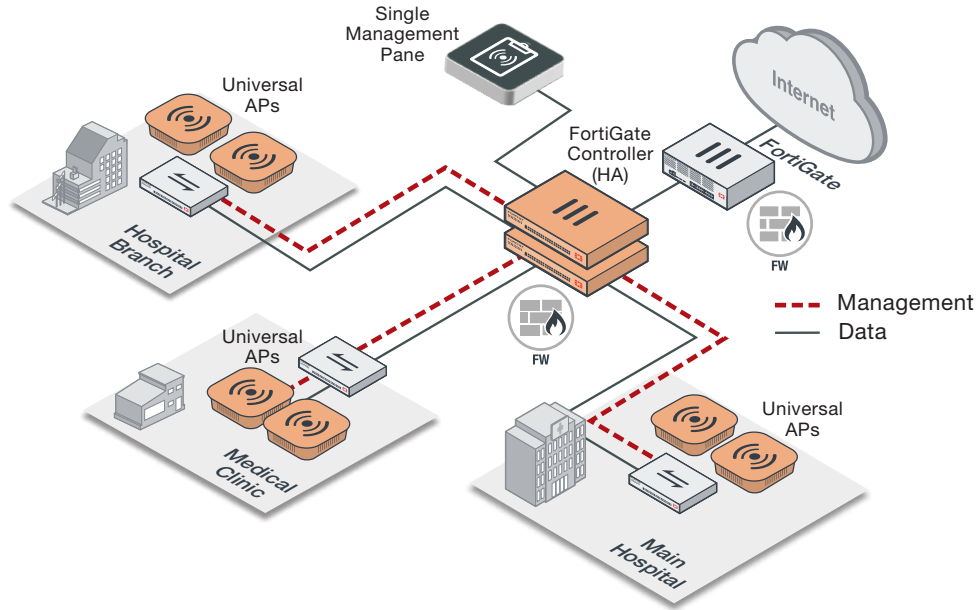 Single
Management
Pane
Universal
APs
Internet
FortiGate
Controller
(HA)
FortiGate
Hospital
Branch
FW
Management
Data
FW
Universal
APs
Medical
Clinic
Universal
APs
Main
Hospital